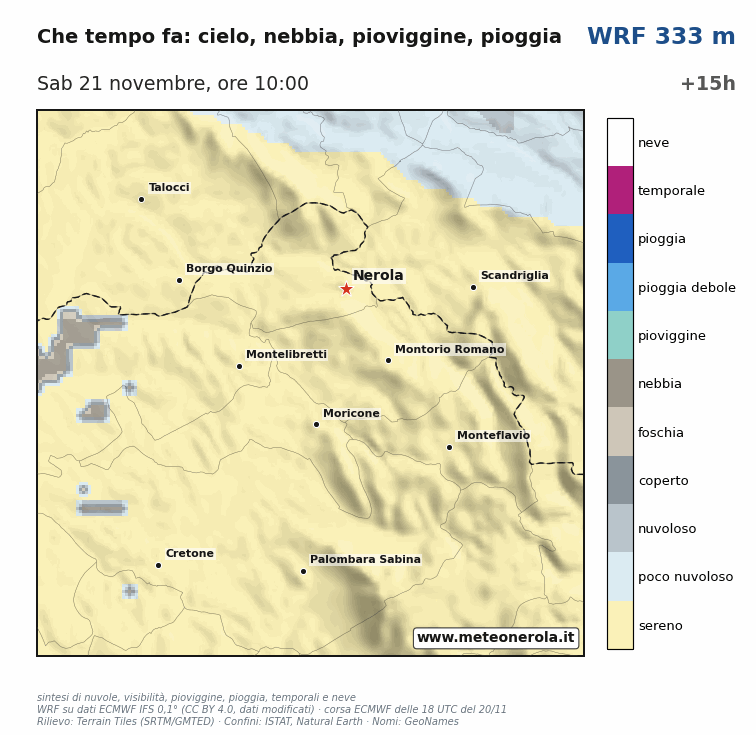 Che tempo fa: cielo, nebbia, pioviggine, pioggia
WRF 333 m
Sab 21 novembre, ore 10:00
+15h
neve
temporale
pioggia
pioggia debole
pioviggine
nebbia
foschia
coperto
nuvoloso
poco nuvoloso
sereno
Talocci
Borgo Quinzio
Nerola
Scandriglia
Montelibretti
Montorio Romano
Moricone
Monteflavio
Cretone
Palombara Sabina
www.meteonerola.it
sintesi di nuvole, visibilità, pioviggine, pioggia, temporali e neve
WRF su dati ECMWF IFS 0,1° (CC BY 4.0, dati modificati) · corsa ECMWF delle 18 UTC del 20/11
Rilievo: Terrain Tiles (SRTM/GMTED) · Confini: ISTAT, Natural Earth · Nomi: GeoNames